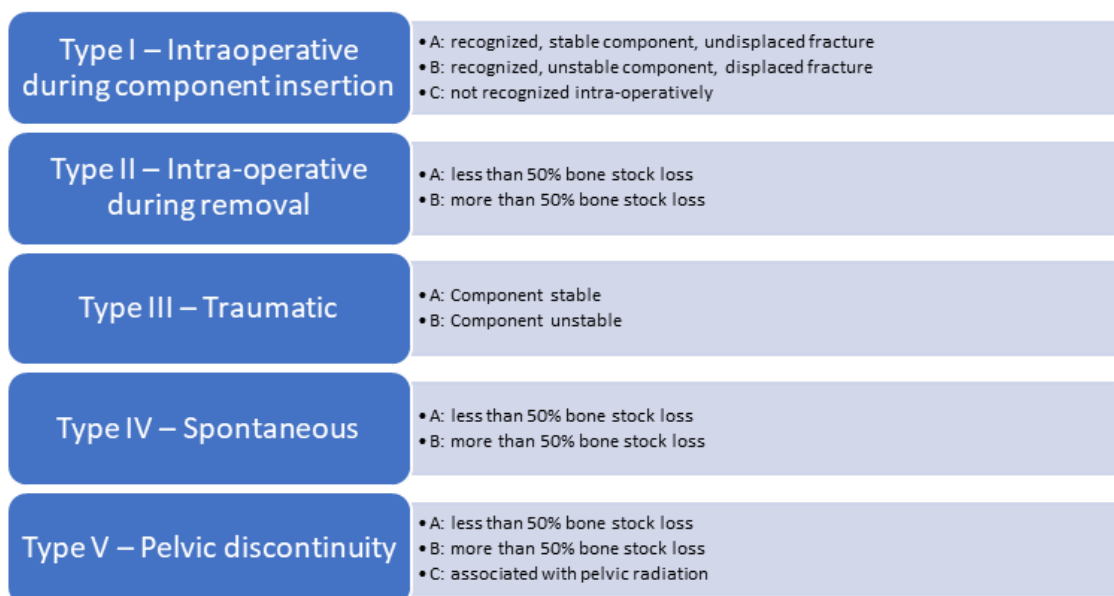 Type I – Intraoperative
during component insertion
• A: recognized, stable component, undisplaced fracture
• B: recognized, unstable component, displaced fracture
• C: not recognized intra-operatively
Type II – Intra-operative
during removal
• A: less than 50% bone stock loss
• B: more than 50% bone stock loss
Type III – Traumatic
• A: Component stable
• B: Component unstable
Type IV – Spontaneous
• A: less than 50% bone stock loss
• B: more than 50% bone stock loss
Type V – Pelvic discontinuity
• A: less than 50% bone stock loss
• B: more than 50% bone stock loss
• C: associated with pelvic radiation